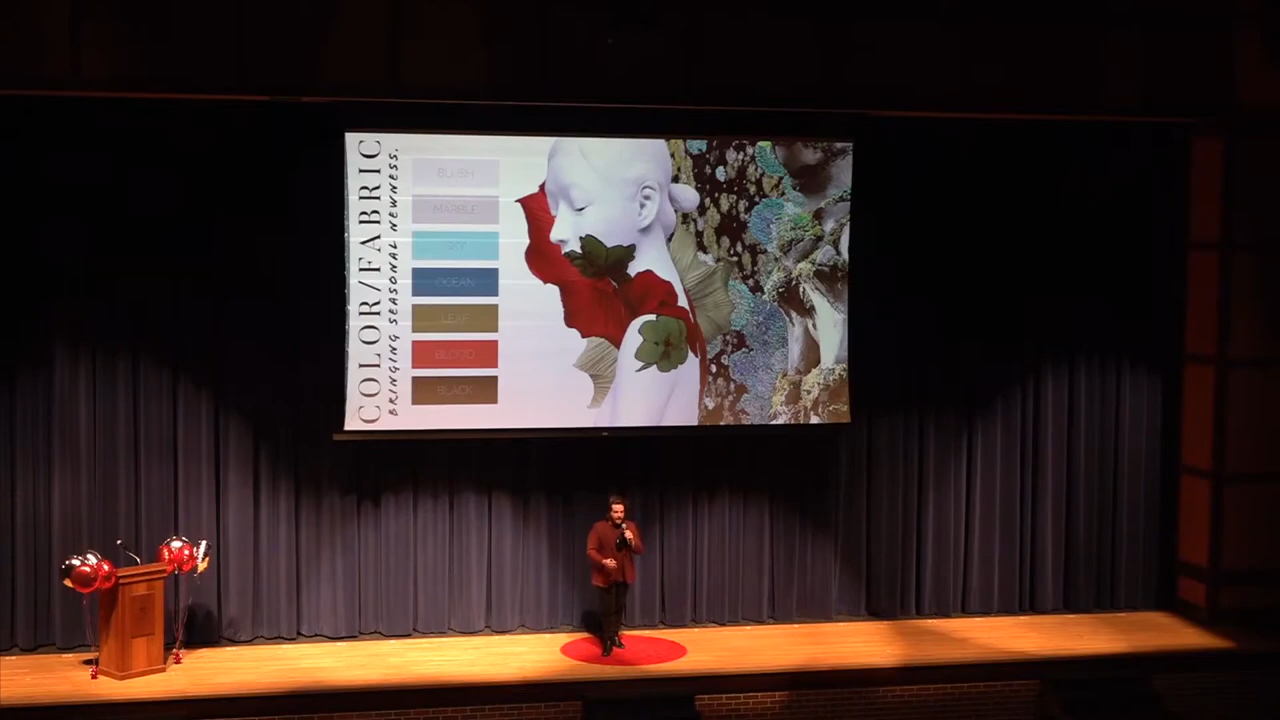 COLOR/FABRIC
BRINGING SEASONAL NEWNESS.
BLUSH
MARBLE
SKY
OCEAN
LEAF
BLOOD
BLACK